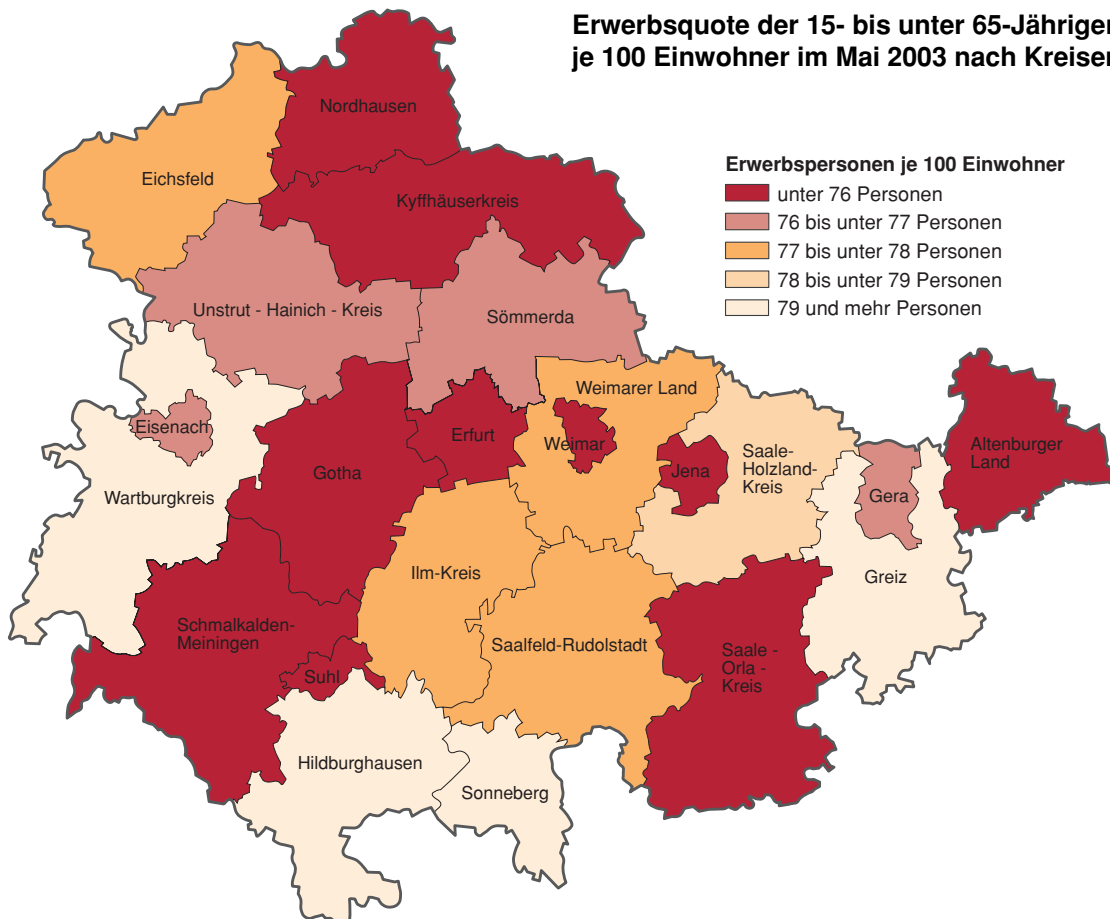 Erwerbsquote der 15- bis unter 65-Jährigen
je 100 Einwohner im Mai 2003 nach Kreisen
Nordhausen
Eichsfeld
Kyffhäuserkreis
Erwerbspersonen je 100 Einwohner
unter 76 Personen
76 bis unter 77 Personen
77 bis unter 78 Personen
78 bis unter 79 Personen
79 und mehr Personen
Unstrut - Hainich - Kreis
Sömmerda
Weimarer Land
Eisenach
Erfurt
Weimar
Gotha
Jena
Saale-
Holzland-
Kreis
Altenburger
Land
Wartburgkreis
Gera
Ilm-Kreis
Greiz
Schmalkalden-
Meiningen
Saalfeld-Rudolstadt
Saale -
Orla -
Kreis
Suhl
Hildburghausen
Sonneberg